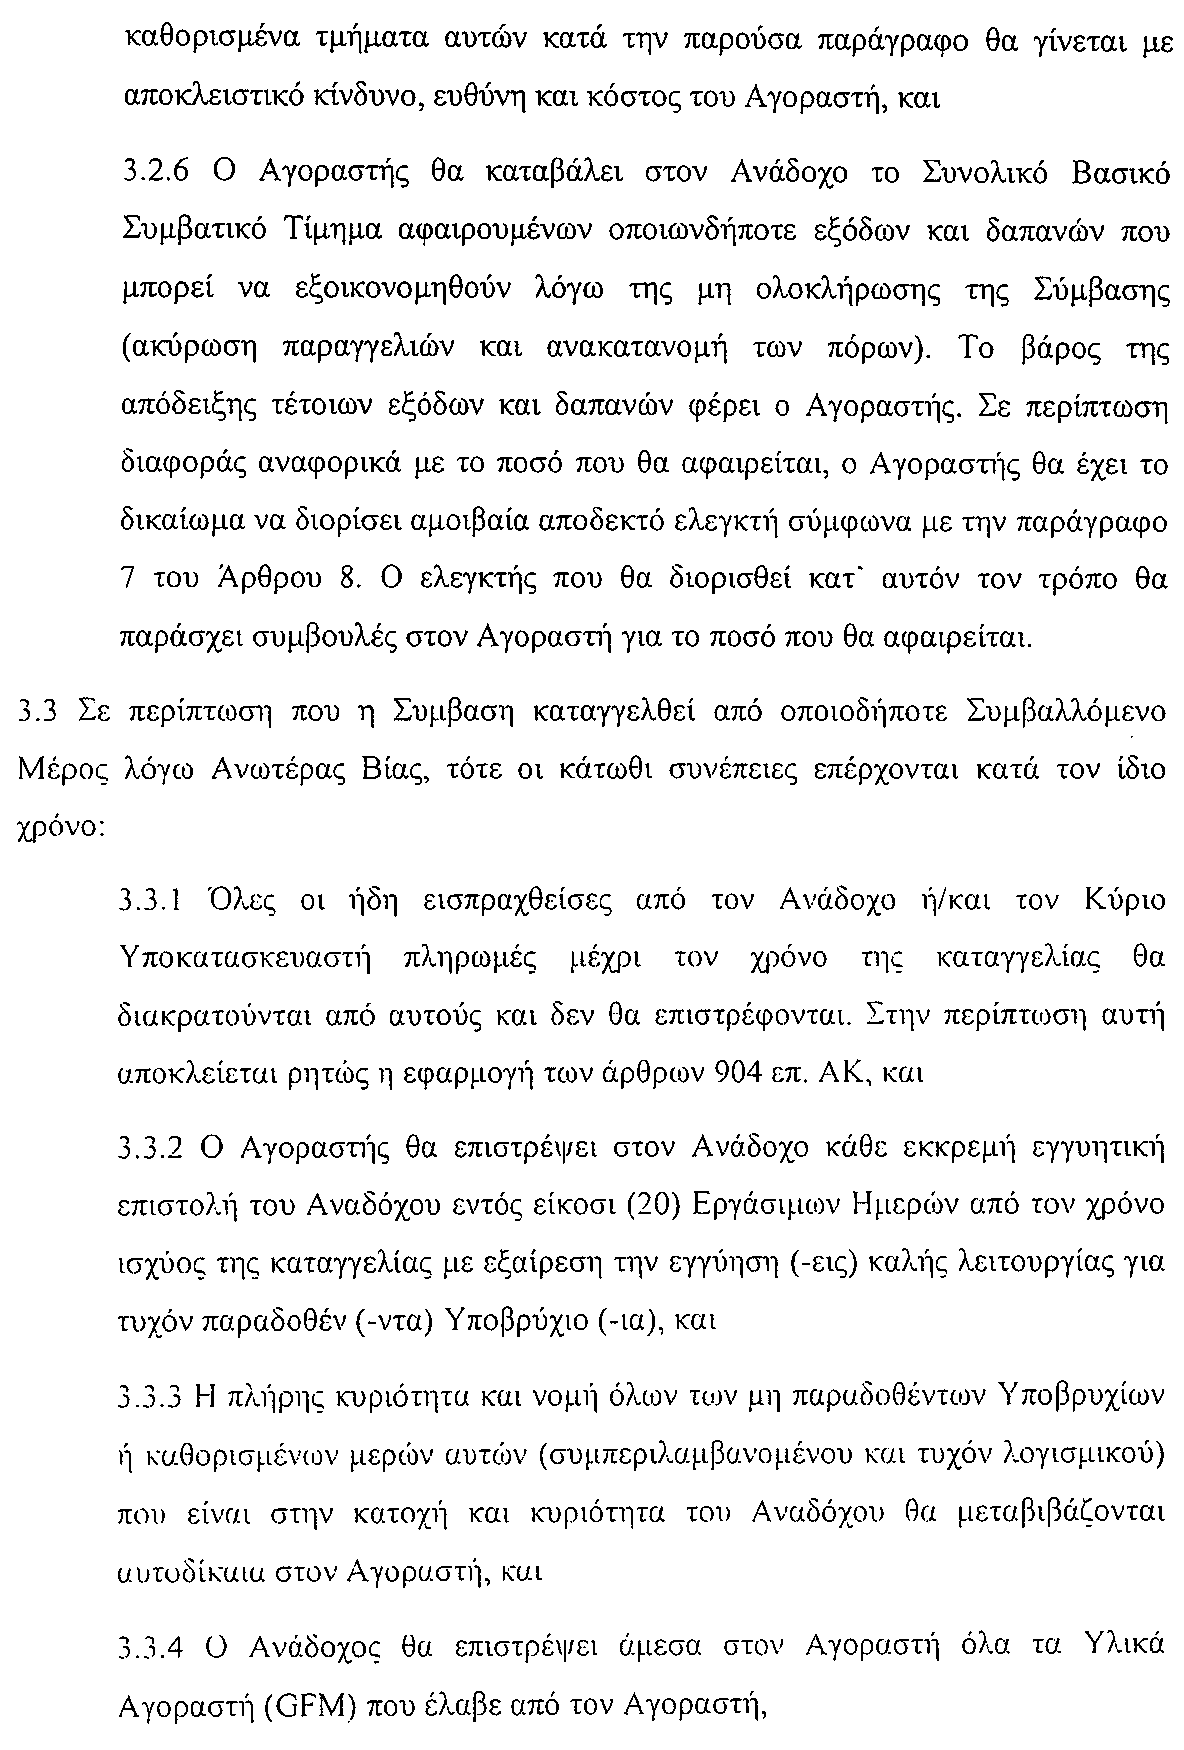 καθορισμένα τμήματα αυτών κατά την παρούσα παράγραφο θα γίνεται με
αποκλειστικό κίνδυνο, ευθύνη και κόστος του Αγοραστή, και
3.2.6 Ο Αγοραστής θα καταβάλει στον Ανάδοχο το Συνολικό Βασικό
Συμβατικό Τίμημα αφαιρουμένων οποιωνδήποτε εξόδων και δαπανών που
μπορεί να εξοικονομηθούν λόγω της μη ολοκλήρωσης της Σύμβασης
(ακύρωση παραγγελιών και ανακατανομή των πόρων). Το βάρος της
απόδειξης τέτοιων εξόδων και δαπανών φέρει ο Αγοραστής. Σε περίπτωση
διαφοράς αναφορικά με το ποσό που θα αφαιρείται, ο Αγοραστής θα έχει το
δικαίωμα να διορίσει αμοιβαία αποδεκτό ελεγκτή σύμφωνα με την παράγραφο
7 του Άρθρου 8. Ο ελεγκτής που θα διορισθεί κατ΄ αυτόν τον τρόπο θα
παράσχει συμβουλές στον Αγοραστή για το ποσό που θα αφαιρείται.
3.3 Σε περίπτωση που η Συμβαση καταγγελθεί από οποιοδήποτε Συμβαλλόμενο
Μέρος λόγω Ανωτέρας Βίας, τότε οι κάτωθι συνέπειες επέρχονται κατά τον ίδιο
χρόνο:
3.3.1 Όλες οι ήδη εισπραχθείσες από τον Ανάδοχο ή/και τον Κύριο
Υποκατασκευαστή πληρωμές μέχρι τον χρόνο της καταγγελίας θα
διακρατούνται από αυτούς και δεν θα επιστρέφονται. Στην περίπτωση αυτή
αποκλείεται ρητώς η εφαρμογή των άρθρων 904 επ. ΑΚ, και
3.3.2 Ο Αγοραστής θα επιστρέψει στον Ανάδοχο κάθε εκκρεμή εγγυητική
επιστολή του Αναδόχου εντός είκοσι (20) Εργάσιμων Ημερών από τον χρόνο
ισχύος της καταγγελίας με εξαίρεση την εγγύηση (-εις) καλής λειτουργίας για
τυχόν παραδοθέν (-ντα) Υποβρύχιο (-ια), και
3.3.3 Η πλήρης κυριότητα και νομή όλων των μη παραδοθέντων Υποβρυχίων
ή καθορισμένων μερών αυτών (συμπεριλαμβανομένου και τυχόν λογισμικού)
που είναι στην κατοχή και κυριότητα του Αναδόχου θα μεταβιβάζονται
αυτοδίκαια στον Αγοραστή, και
3.3.4 Ο Ανάδοχος θα επιστρέψει άμεσα στον Αγοραστή όλα τα Υλικά
Αγοραστή (GFM) που έλαβε από τον Αγοραστή,